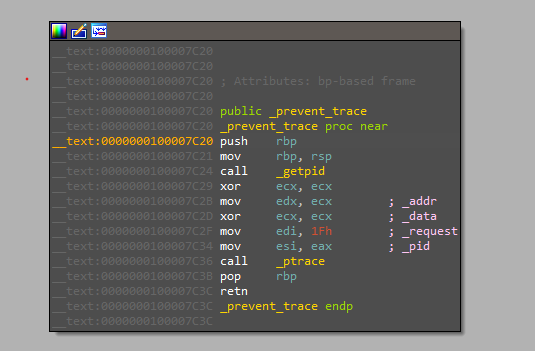 __text:0000000100007C20
__text:0000000100007C20
__text:0000000100007C20 ; Attributes: bp-based frame
__text:0000000100007C20
__text:0000000100007C20 public _prevent_trace
__text:0000000100007C20 _prevent_trace proc near
__text:0000000100007C20 push rbp
__text:0000000100007C21 mov rbp, rsp
__text:0000000100007C24 call _getpid
__text:0000000100007C29 xor ecx, ecx
__text:0000000100007C2B mov edx, ecx ; _addr
__text:0000000100007C2D xor ecx, ecx ; _data
__text:0000000100007C2F mov edi, 1Fh ; _request
__text:0000000100007C34 mov esi, eax ; _pid
__text:0000000100007C36 call _ptrace
__text:0000000100007C3B pop rbp
__text:0000000100007C3C retn
__text:0000000100007C3C _prevent_trace endp
__text:0000000100007C3C